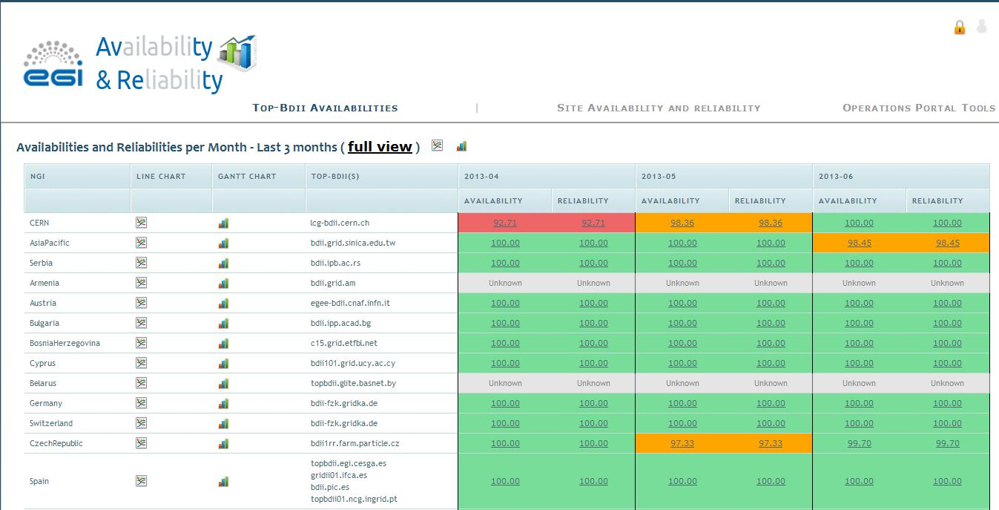 eGI
Availability
& Reliability
Top-Bdii Availabilities | Site Availability and reliability Operations Portal Tools
Availabilities and Reliabilities per Month - Last 3 months ( full view )
NGI LINE CHART GANTT CHART TOP-BDII(S) 2013-04 2013-05 2013-06
AVAILABILITY RELIABILITY AVAILABILITY RELIABILITY AVAILABILITY RELIABILITY
CERN lcg-bdii.cern.ch 92.71 92.71 98.36 98.36 100.00 100.00
AsiaPacific bdii.grid.sinica.edu.tw 100.00 100.00 100.00 100.00 98.45 98.45
Serbia bdii.ipb.ac.rs 100.00 100.00 100.00 100.00 100.00 100.00
Armenia bdii.grid.am Unknown Unknown Unknown Unknown Unknown Unknown
Austria egee-bdii.cnaf.infn.it 100.00 100.00 100.00 100.00 100.00 100.00
Bulgaria bdii.ipp.acad.bg 100.00 100.00 100.00 100.00 100.00 100.00
BosniaHerzegovina c15.grid.etfbl.net 100.00 100.00 100.00 100.00 100.00 100.00
Cyprus bdii101.grid.ucy.ac.cy 100.00 100.00 100.00 100.00 100.00 100.00
Belarus topbdii.glite.basnet.by Unknown Unknown Unknown Unknown Unknown Unknown
Germany bdii-fzk.gridka.de 100.00 100.00 100.00 100.00 100.00 100.00
Switzerland bdii-fzk.gridka.de 100.00 100.00 100.00 100.00 100.00 100.00
CzechRepublic bdii1rr.farm.particle.cz 100.00 100.00 97.33 97.33 99.70 99.70
topbdii.egi.cesga.es
gridii01.ifca.es
Spain 100.00 100.00 100.00 100.00 100.00 100.00
bdii.pic.es
topbdii01.ncg.ingrid.pt